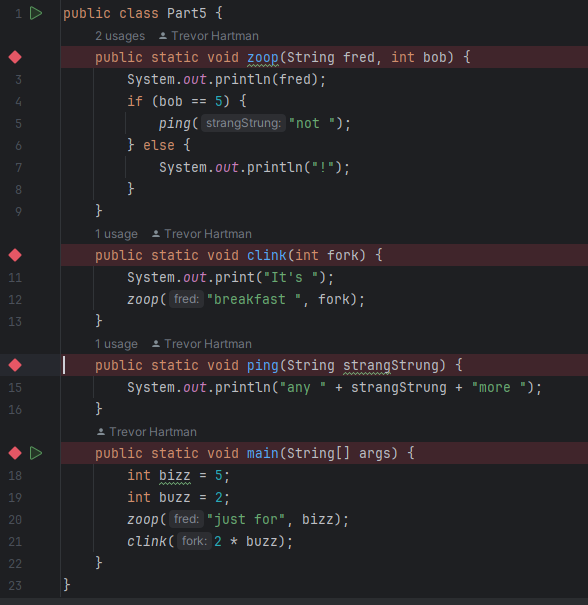 1 public class Part5 {
2 usages Trevor Hartman
public static void zoop(String fred, int bob) {
3 System.out.println(fred);
4 if (bob == 5) {
5 ping( strangStrung: "not ");
6 } else {
7 System.out.println("!");
8 }
9 }
1 usage Trevor Hartman
public static void clink(int fork) {
11 System.out.print("It's ");
12 zoop( fred: "breakfast ", fork);
13 }
1 usage Trevor Hartman
public static void ping(String strangStrung) {
15 System.out.println("any " + strangStrung + "more ");
16 }
Trevor Hartman
public static void main(String[] args) {
18 int bizz = 5;
19 int buzz = 2;
20 zoop( fred: "just for", bizz);
21 clink( fork: 2 * buzz);
22 }
23 }